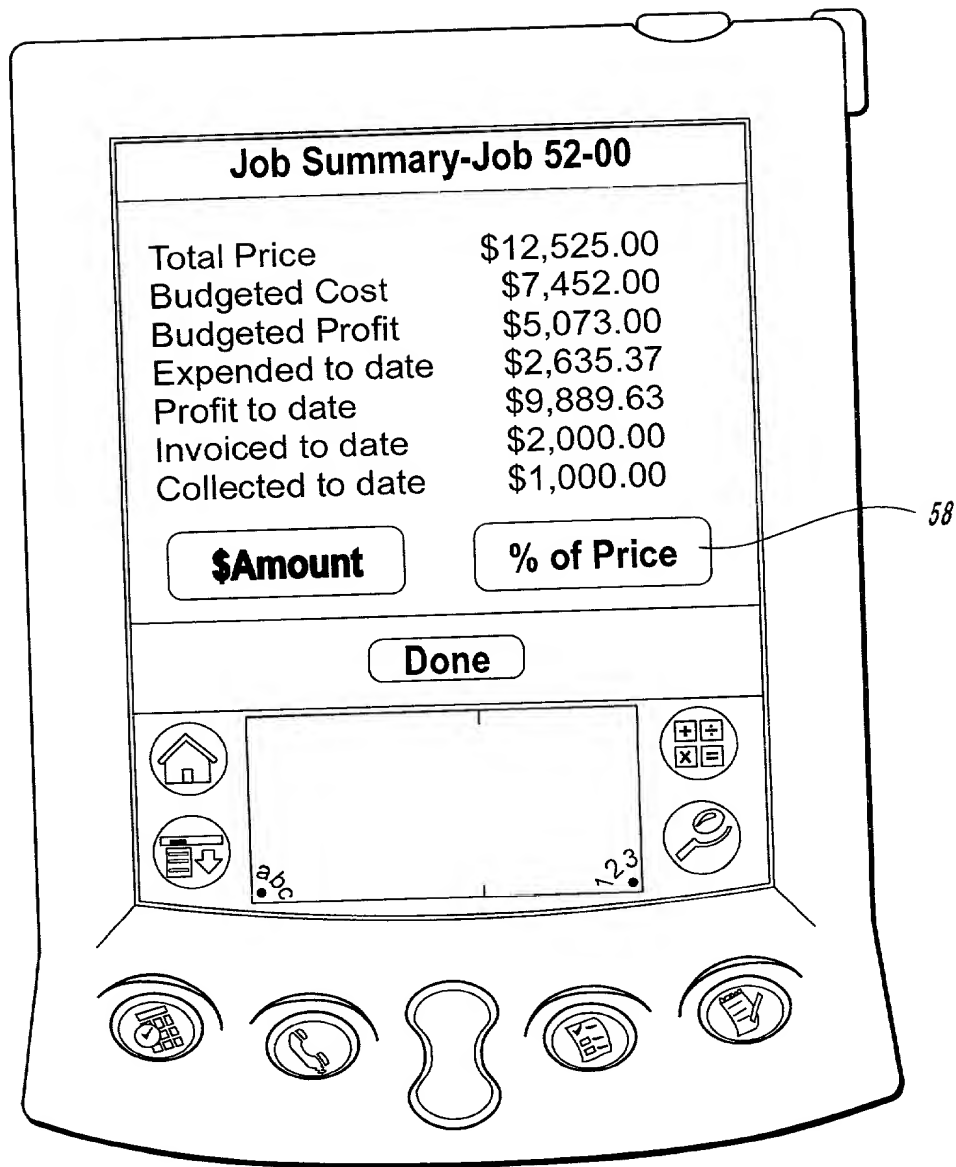 Job Summary-Job 52-00
Total Price $12,525.00
Budgeted Cost $7,452.00
Budgeted Profit $5,073.00
Expended to date $2,635.37
Profit to date $9,889.63
Invoiced to date $2,000.00
Collected to date $1,000.00
$Amount % of Price 58
Done
+ ÷
x =
abc 123